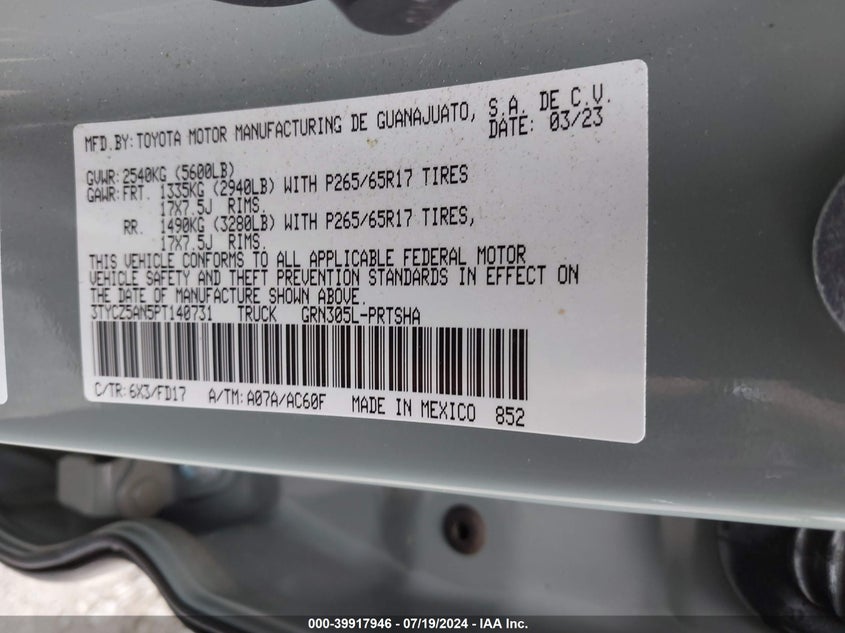 MFD.BY:TOYOTA MOTOR MANUFACTURING DE GUANAJUATO, S.A. DE C.V.
DATE: 03/23
GVWR:2540KG (5600LB)
GAWR:FRT. 1335KG (2940LB) WITH P265/65R17 TIRES
17X7.5J RIMS.
RR. 1490KG (3280LB) WITH P265/65R17 TIRES,
17X7.5J RIMS.
THIS VEHICLE CONFORMS TO ALL APPLICABLE FEDERAL MOTOR
VEHICLE SAFETY AND THEFT PREVENTION STANDARDS IN EFFECT ON
THE DATE OF MANUFACTURE SHOWN ABOVE.
3TYCZ5AN5PT140731 TRUCK GRN305L-PRTSHA
C/TR:6X3/FD17 A/TM:A07A/AC60F MADE IN MEXICO 852
000-39917946 - 07/19/2024 - IAA Inc.